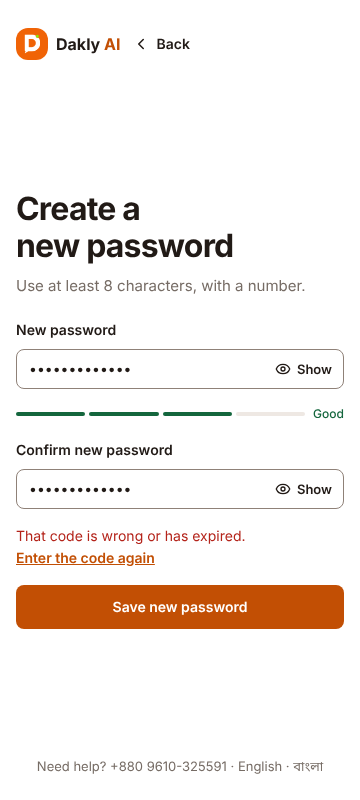 Dakly AI
Back
Create a
new password
Use at least 8 characters, with a number.
New password
•••••••••••••
Show
Good
Confirm new password
•••••••••••••
Show
That code is wrong or has expired.
Enter the code again
Save new password
Need help? +880 9610-325591 · English · বাংলা